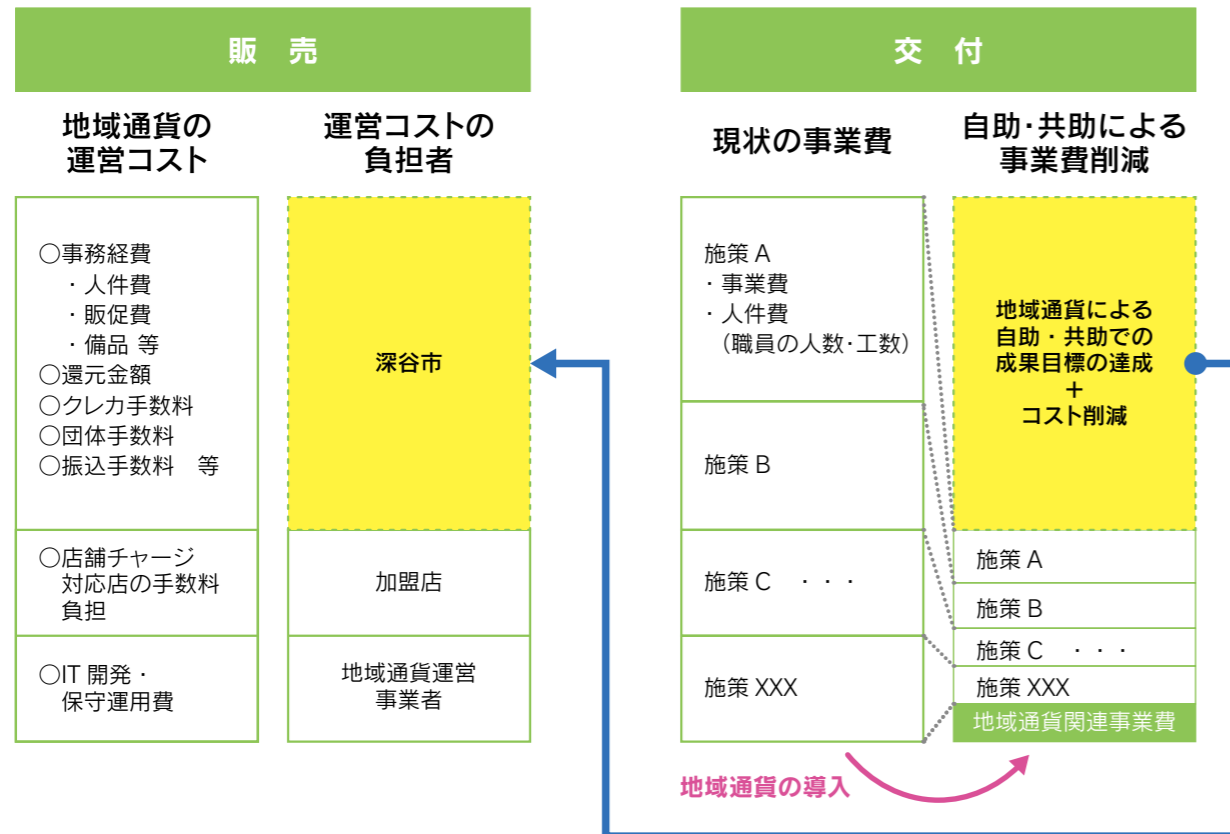 販 売
地域通貨の
運営コスト
運営コストの
負担者
○事務経費
・人件費
・販促費
・備品 等
○還元金額
○クレカ手数料
○団体手数料
○振込手数料 等
深谷市
○店舗チャージ
対応店の手数料
負担
加盟店
○IT 開発・
保守運用費
地域通貨運営
事業者
交 付
現状の事業費
自助・共助による
事業費削減
施策 A
・事業費
・人件費
(職員の人数・工数)
施策 B
施策 C ・・・
施策 XXX
地域通貨による
自助・共助での
成果目標の達成
+
コスト削減
施策 A
施策 B
施策 C ・・・
施策 XXX
地域通貨関連事業費
地域通貨の導入